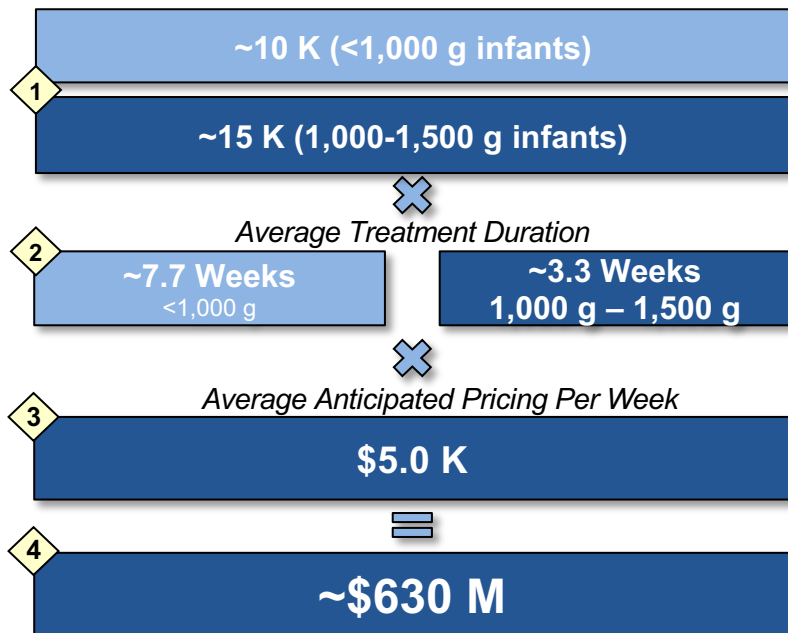 ~10 K (<1,000 g infants)
1
~15 K (1,000-1,500 g infants)
Average Treatment Duration
2
~7.7 Weeks
<1,000 g
~3.3 Weeks
1,000 g – 1,500 g
Average Anticipated Pricing Per Week
3
$5.0 K
4
~$630 M